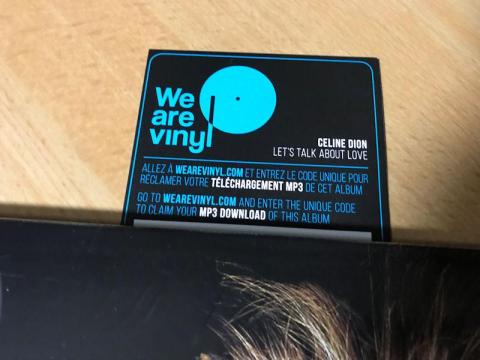 We
are
vinyl
CELINE DION
LET'S TALK ABOUT LOVE
ALLEZ À WEAREVINYL.COM ET ENTREZ LE CODE UNIQUE POUR
RÉCLAMER VOTRE TÉLÉCHARGEMENT MP3 DE CET ALBUM
GO TO WEAREVINYL.COM AND ENTER THE UNIQUE CODE
TO CLAIM YOUR MP3 DOWNLOAD OF THIS ALBUM